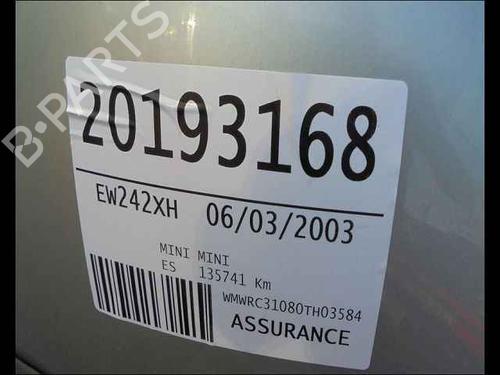 B-PARTS
20193168
EW242XH 06/03/2003
MINI MINI
ES 135741 Km
WMWRC31080TH03584
ASSURANCE